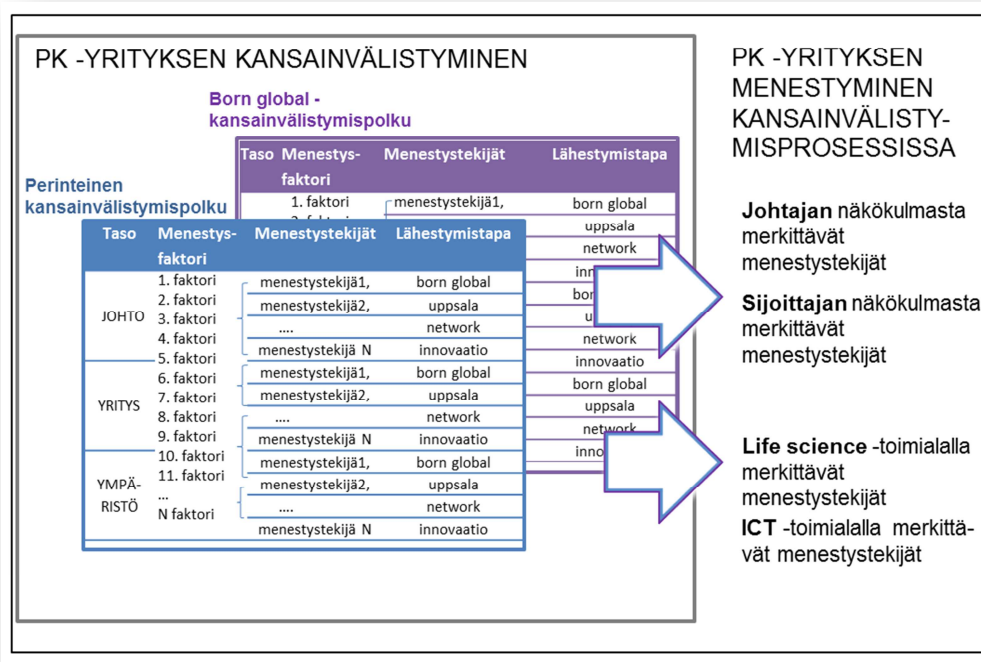 PK -YRITYKSEN KANSAINVÄLISTYMINEN
Born global -
kansainvälistymispolku
Taso Menestys- Menestystekijät Lähestymistapa
faktori
1. faktori menestystekijä1, born global
uppsala
network
born global
network
innovaatio
born global
uppsala
network
Perinteinen
kansainvälistymispolku
Taso Menestys- Menestystekijät Lähestymistapa
faktori
JOHTO
1. faktori
2. faktori
3. faktori
4. faktori
5. faktori
YRITYS
6. faktori
7. faktori
8. faktori
9. faktori
10. faktori
YMPÄ-
RISTÖ
11. faktori
...
N faktori
menestystekijä1, born global
menestystekijä2, uppsala
.... network
menestystekijä N innovaatio
menestystekijä1, born global
menestystekijä2, uppsala
.... network
menestystekijä N innovaatio
menestystekijä1, born global
menestystekijä2, uppsala
.... network
menestystekijä N innovaatio
PK -YRITYKSEN
MENESTYMINEN
KANSAINVÄLISTY-
MISPROSESSISSA
Johtajan näkökulmasta
merkittävät
menestystekijät
Sijoittajan näkökulmasta
merkittävät
menestystekijät
Life science -toimialalla
merkittävät
menestystekijät
ICT -toimialalla merkittä-
vät menestystekijät